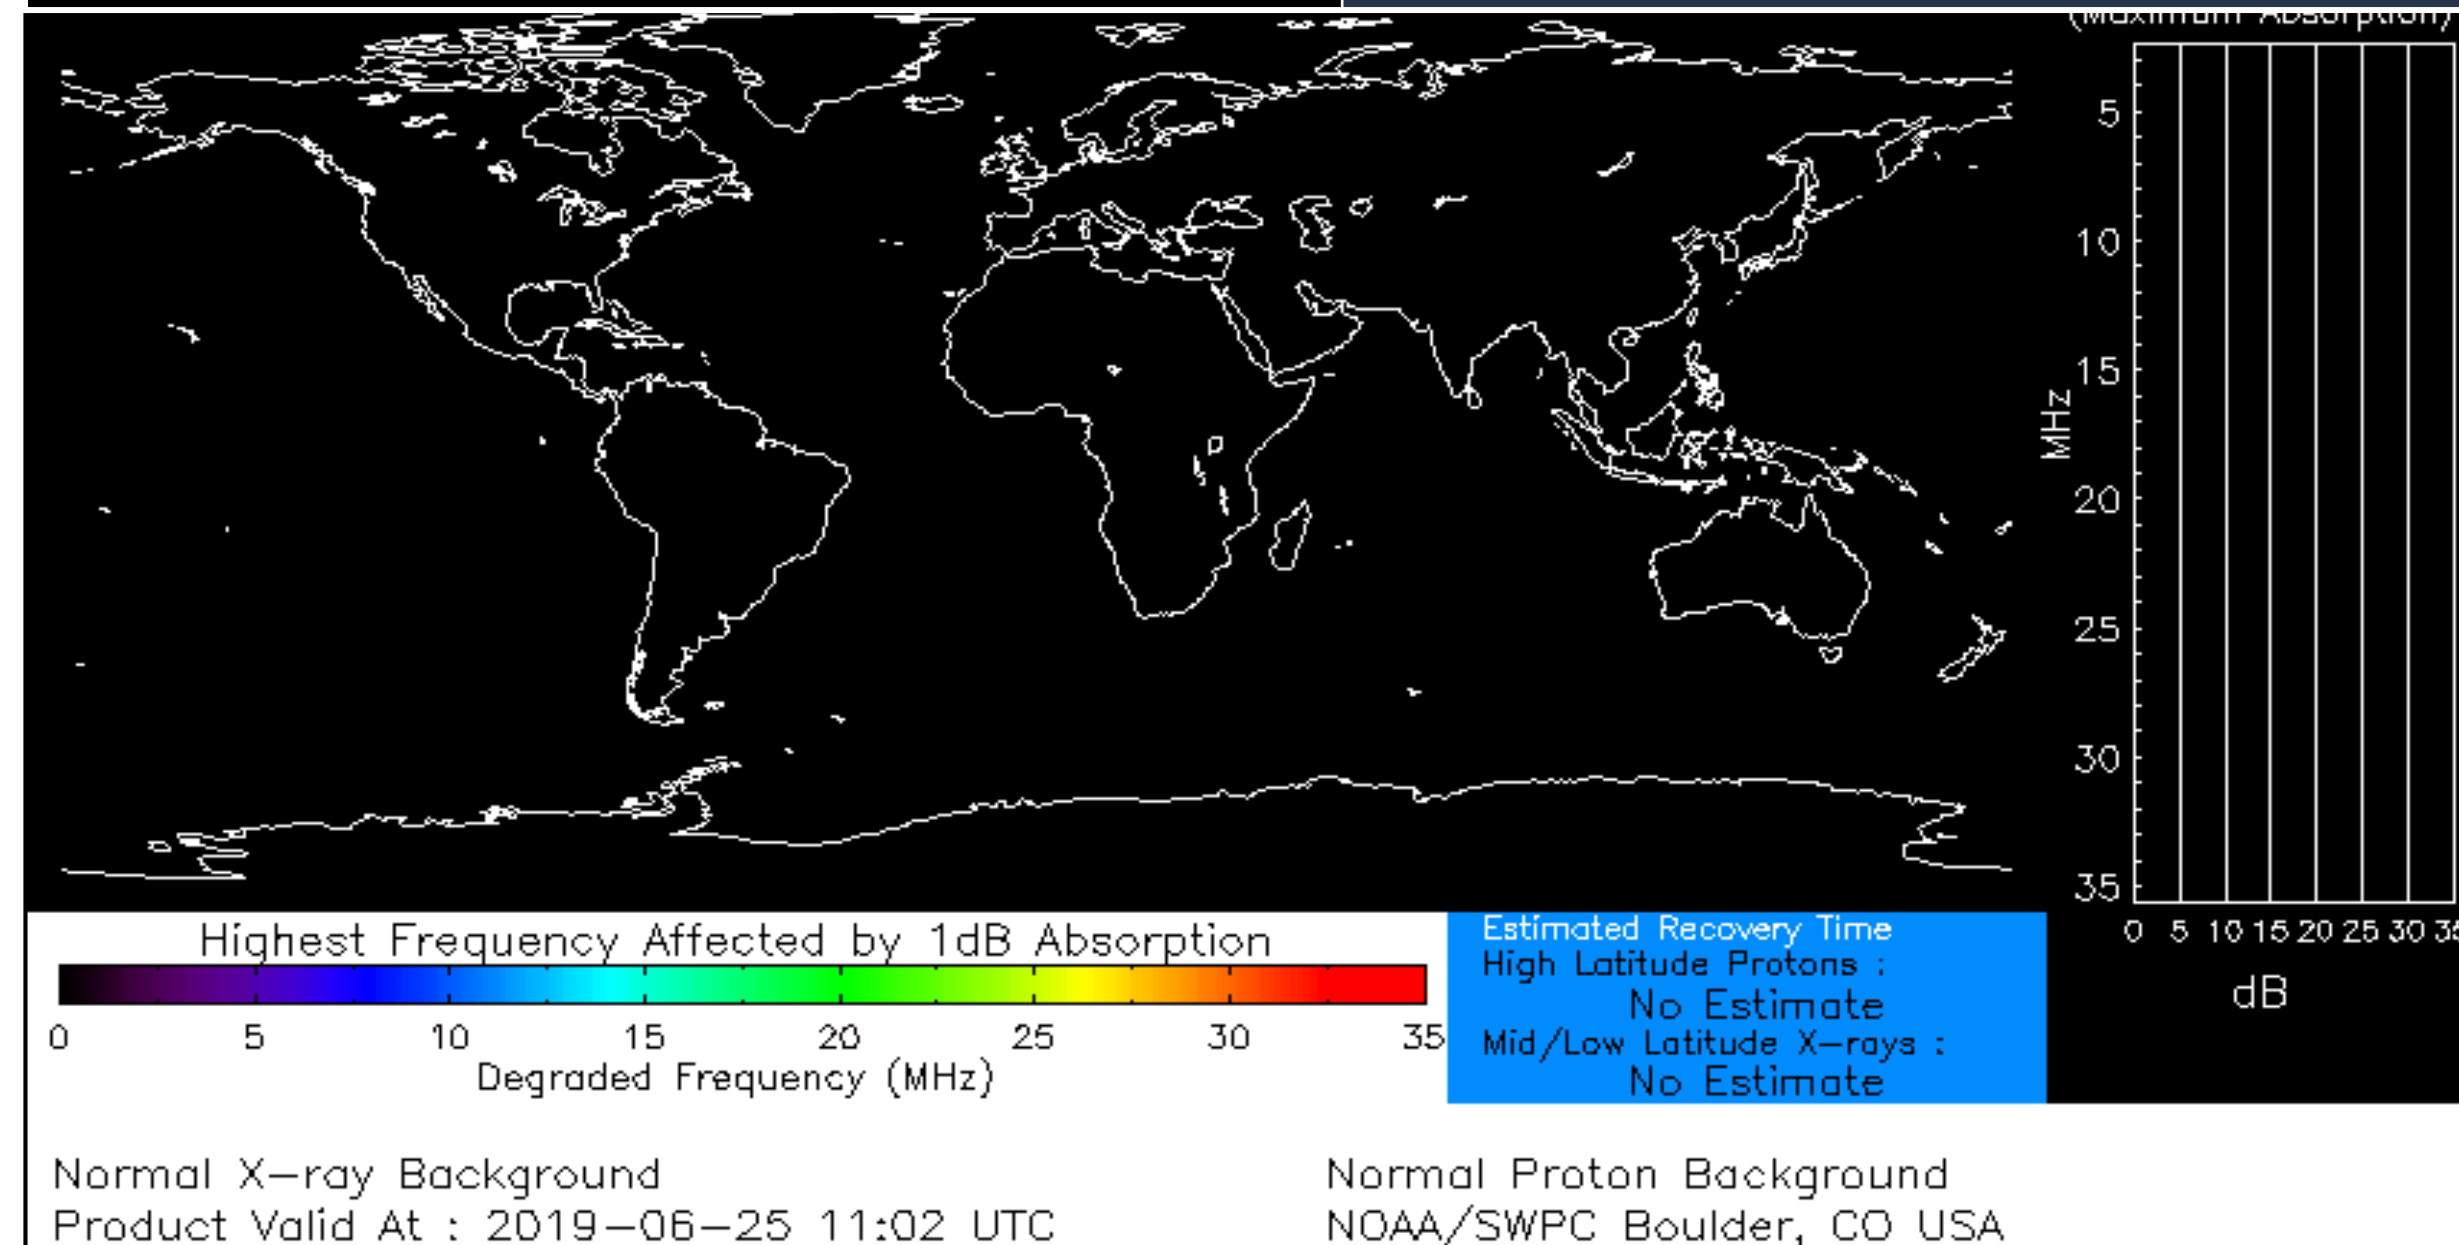 (Maximum Absorption)
5
10
15
20
25
30
35
MHz
0 5 10 15 20 25 30 35
dB
Highest Frequency Affected by 1dB Absorption
0 5 10 15 20 25 30 35
Degraded Frequency (MHz)
Estimated Recovery Time
High Latitude Protons :
No Estimate
Mid/Low Latitude X-rays :
No Estimate
Normal X-ray Background
Product Valid At : 2019-06-25 11:02 UTC
Normal Proton Background
NOAA/SWPC Boulder, CO USA